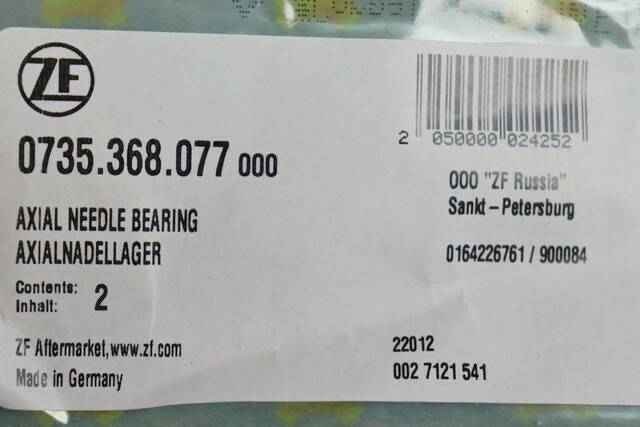 ZF
0735.368.077 000
AXIAL NEEDLE BEARING
AXIALNADELLAGER
Contents:
Inhalt: 2
ZF Aftermarket,www.zf.com
Made in Germany
2 050000 024252
OOO "ZF Russia"
Sankt-Petersburg
0164226761 / 900084
22012
002 7121 541